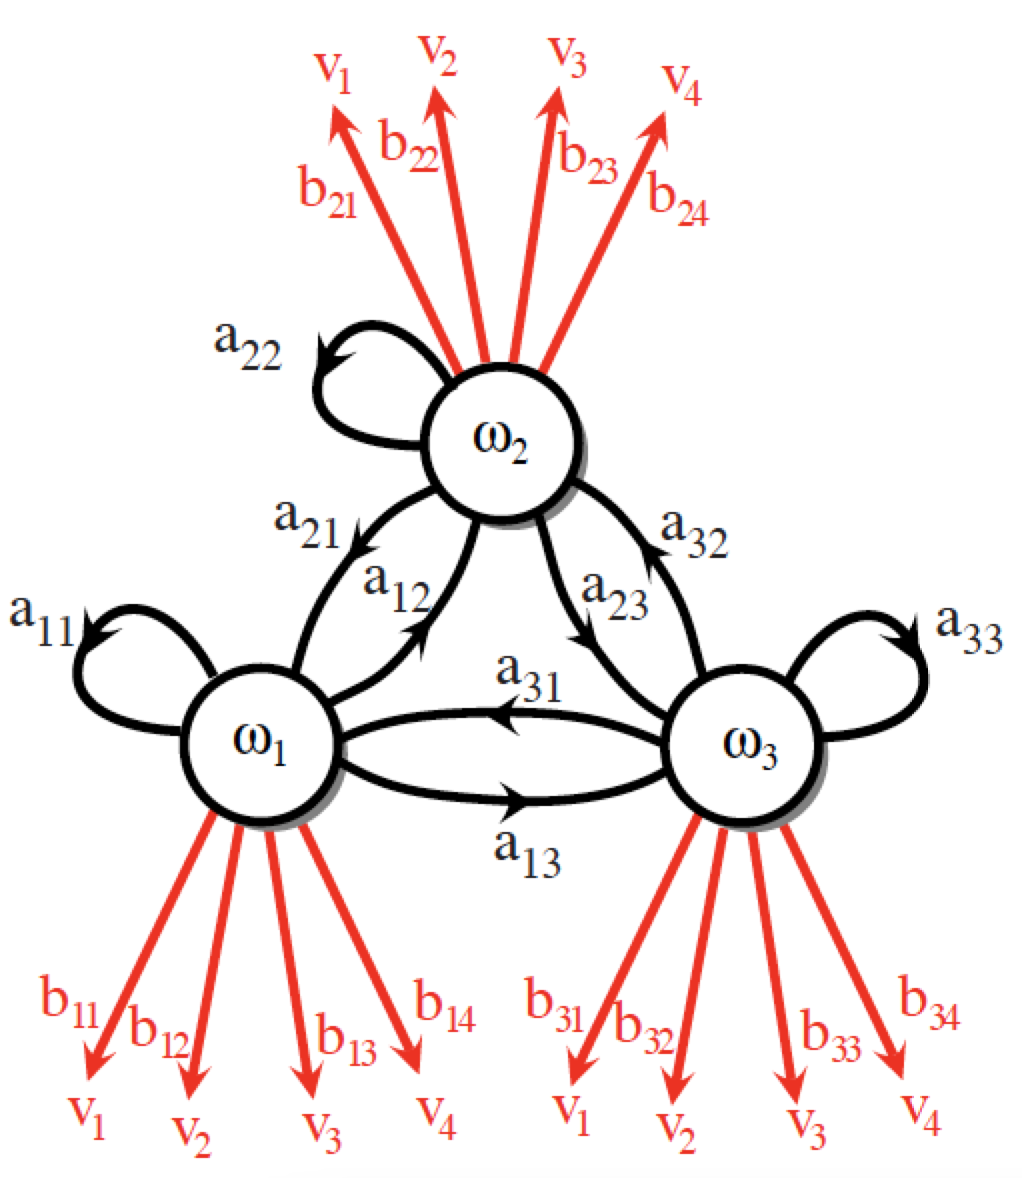 v₁ v₂ v₃ v₄
b₂₁ b₂₂ b₂₃ b₂₄
a₂₂
ω₂
a₂₁ a₁₂ a₂₃ a₃₂
a₁₁ a₃₁ a₃₃
ω₁ ω₃
a₁₃
b₁₁ b₁₂ b₁₃ b₁₄ b₃₁ b₃₂ b₃₃ b₃₄
v₁ v₂ v₃ v₄ v₁ v₂ v₃ v₄